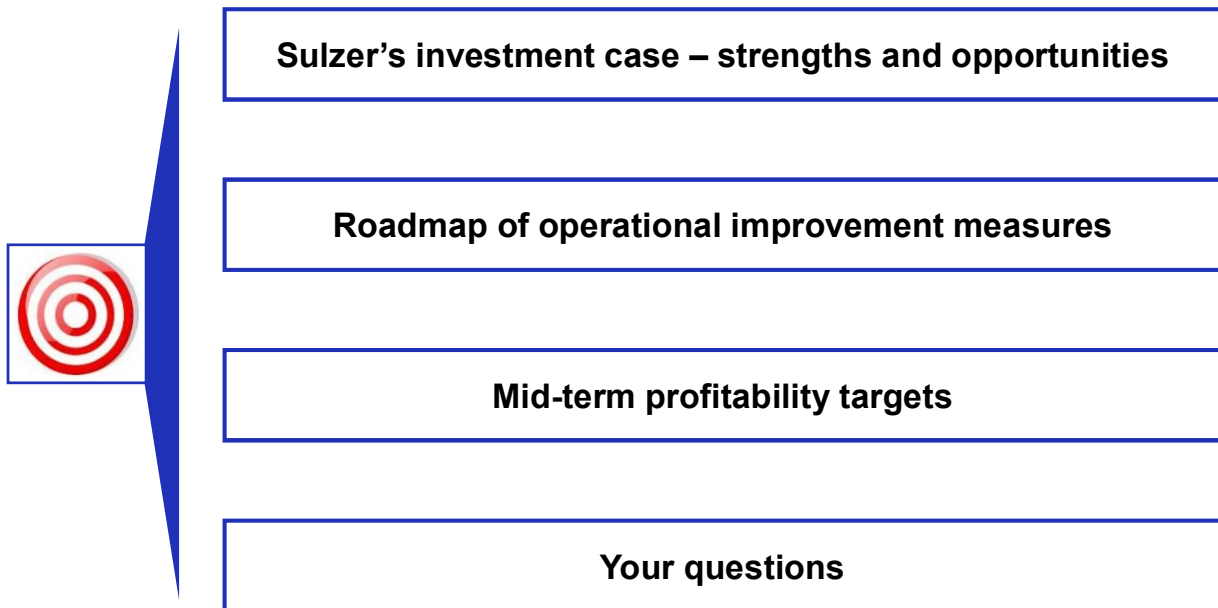 Sulzer’s investment case – strengths and opportunities
Roadmap of operational improvement measures
Mid-term profitability targets
Your questions